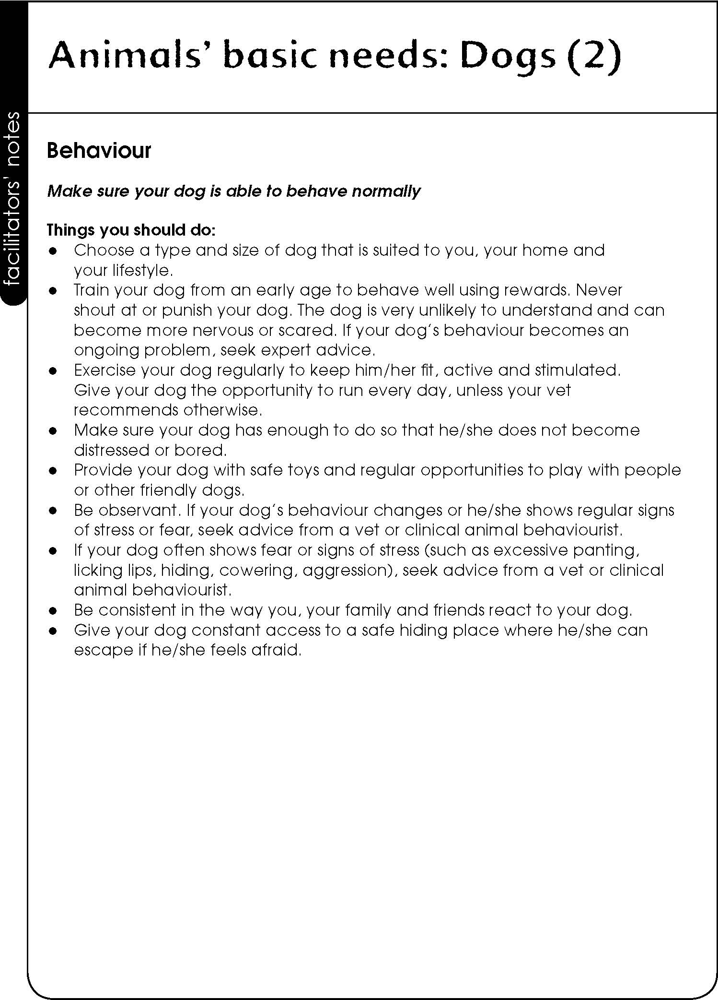 Animals’ basic needs: Dogs (2)
facilitators' notes
Behaviour
Make sure your dog is able to behave normally
Things you should do:
● Choose a type and size of dog that is suited to you, your home and
your lifestyle.
● Train your dog from an early age to behave well using rewards. Never
shout at or punish your dog. The dog is very unlikely to understand and can
become more nervous or scared. If your dog‘s behaviour becomes an
ongoing problem, seek expert advice.
● Exercise your dog regularly to keep him/her fit, active and stimulated.
Give your dog the opportunity to run every day, unless your vet
recommends otherwise.
● Make sure your dog has enough to do so that he/she does not become
distressed or bored.
● Provide your dog with safe toys and regular opportunities to play with people
or other friendly dogs.
● Be observant. If your dog‘s behaviour changes or he/she shows regular signs
of stress or fear, seek advice from a vet or clinical animal behaviourist.
● If your dog often shows fear or signs of stress (such as excessive panting,
licking lips, hiding, cowering, aggression), seek advice from a vet or clinical
animal behaviourist.
● Be consistent in the way you, your family and friends react to your dog.
● Give your dog constant access to a safe hiding place where he/she can
escape if he/she feels afraid.